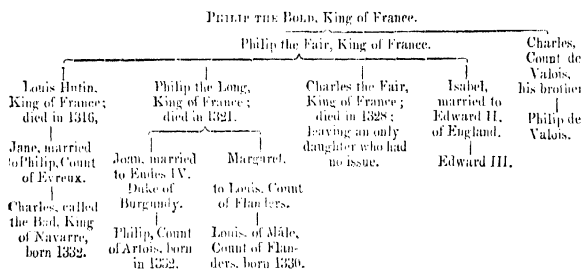 PHILIP THE BOLD, King of France.
Philip the Fair, King of France.
Charles,
Count de
Valois,
his brother
Philip de
Valois.
Louis Hutin,
King of France;
died in 1316,
Jane, married
to Philip, Count
of Evreux.
Charles, called
the Bad, King
of Navarre,
born 1332.
Philip the Long,
King of France;
died in 1321.
Joan, married
to Eudes IV.
Duke of
Burgundy.
Philip, Count
of Artois, born
in 1332.
Margaret,
to Louis, Count
of Flanders.
Louis, of Mâle,
Count of Flan-
ders, born 1330.
Charles the Fair,
King of France;
died in 1328;
leaving an only
daughter who had
no issue.
Isabel,
married to
Edward II.
of England.
Edward III.